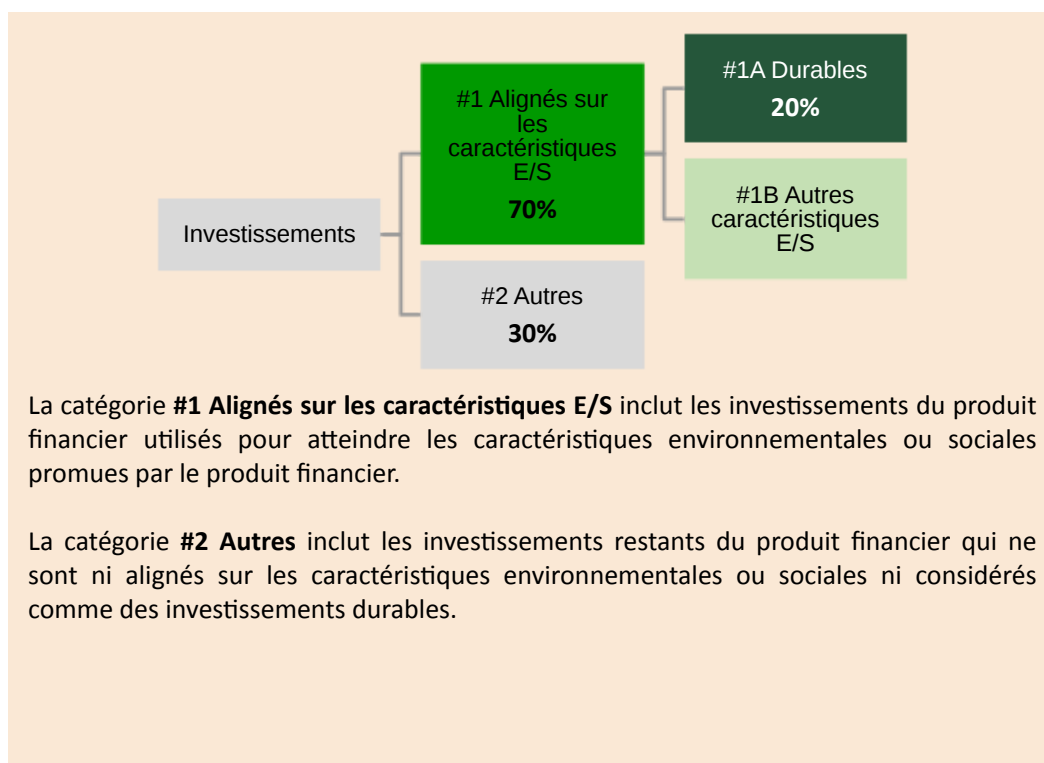 #1A Durables
20%
#1 Alignés sur
les
caractéristiques
E/S
70%
#1B Autres
caractéristiques
E/S
Investissements
#2 Autres
30%
La catégorie #1 Alignés sur les caractéristiques E/S inclut les investissements du produit
financier utilisés pour atteindre les caractéristiques environnementales ou sociales
promues par le produit financier.
La catégorie #2 Autres inclut les investissements restants du produit financier qui ne
sont ni alignés sur les caractéristiques environnementales ou sociales ni considérés
comme des investissements durables.